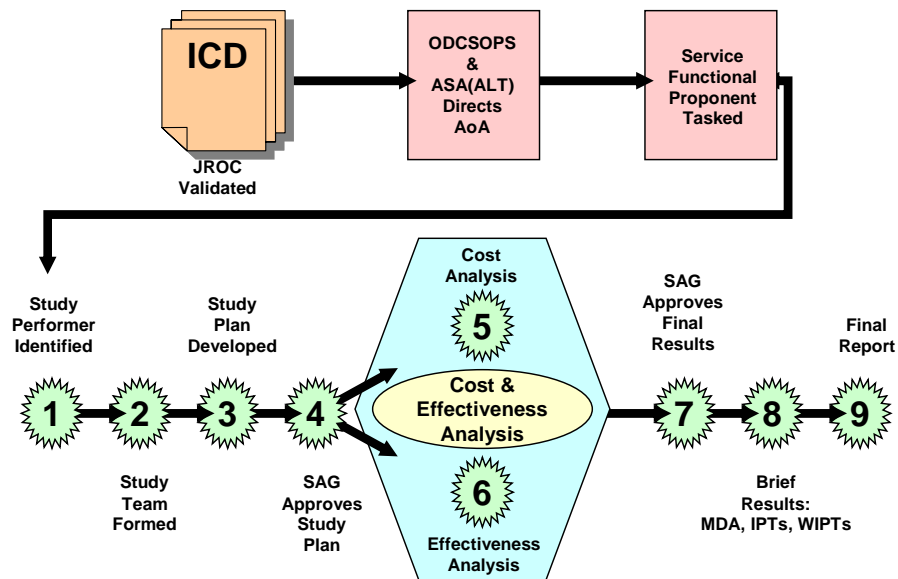 ICD
JROC
Validated
ODCSOPS
&
ASA(ALT)
Directs
AoA
Service
Functional
Proponent
Tasked
Study
Performer
Identified
1
2
Study
Team
Formed
Study
Plan
Developed
3
4
SAG
Approves
Study
Plan
Cost
Analysis
5
Cost &
Effectiveness
Analysis
6
Effectiveness
Analysis
SAG
Approves
Final
Results
7
8
Brief
Results:
MDA, IPTs, WIPTs
Final
Report
9